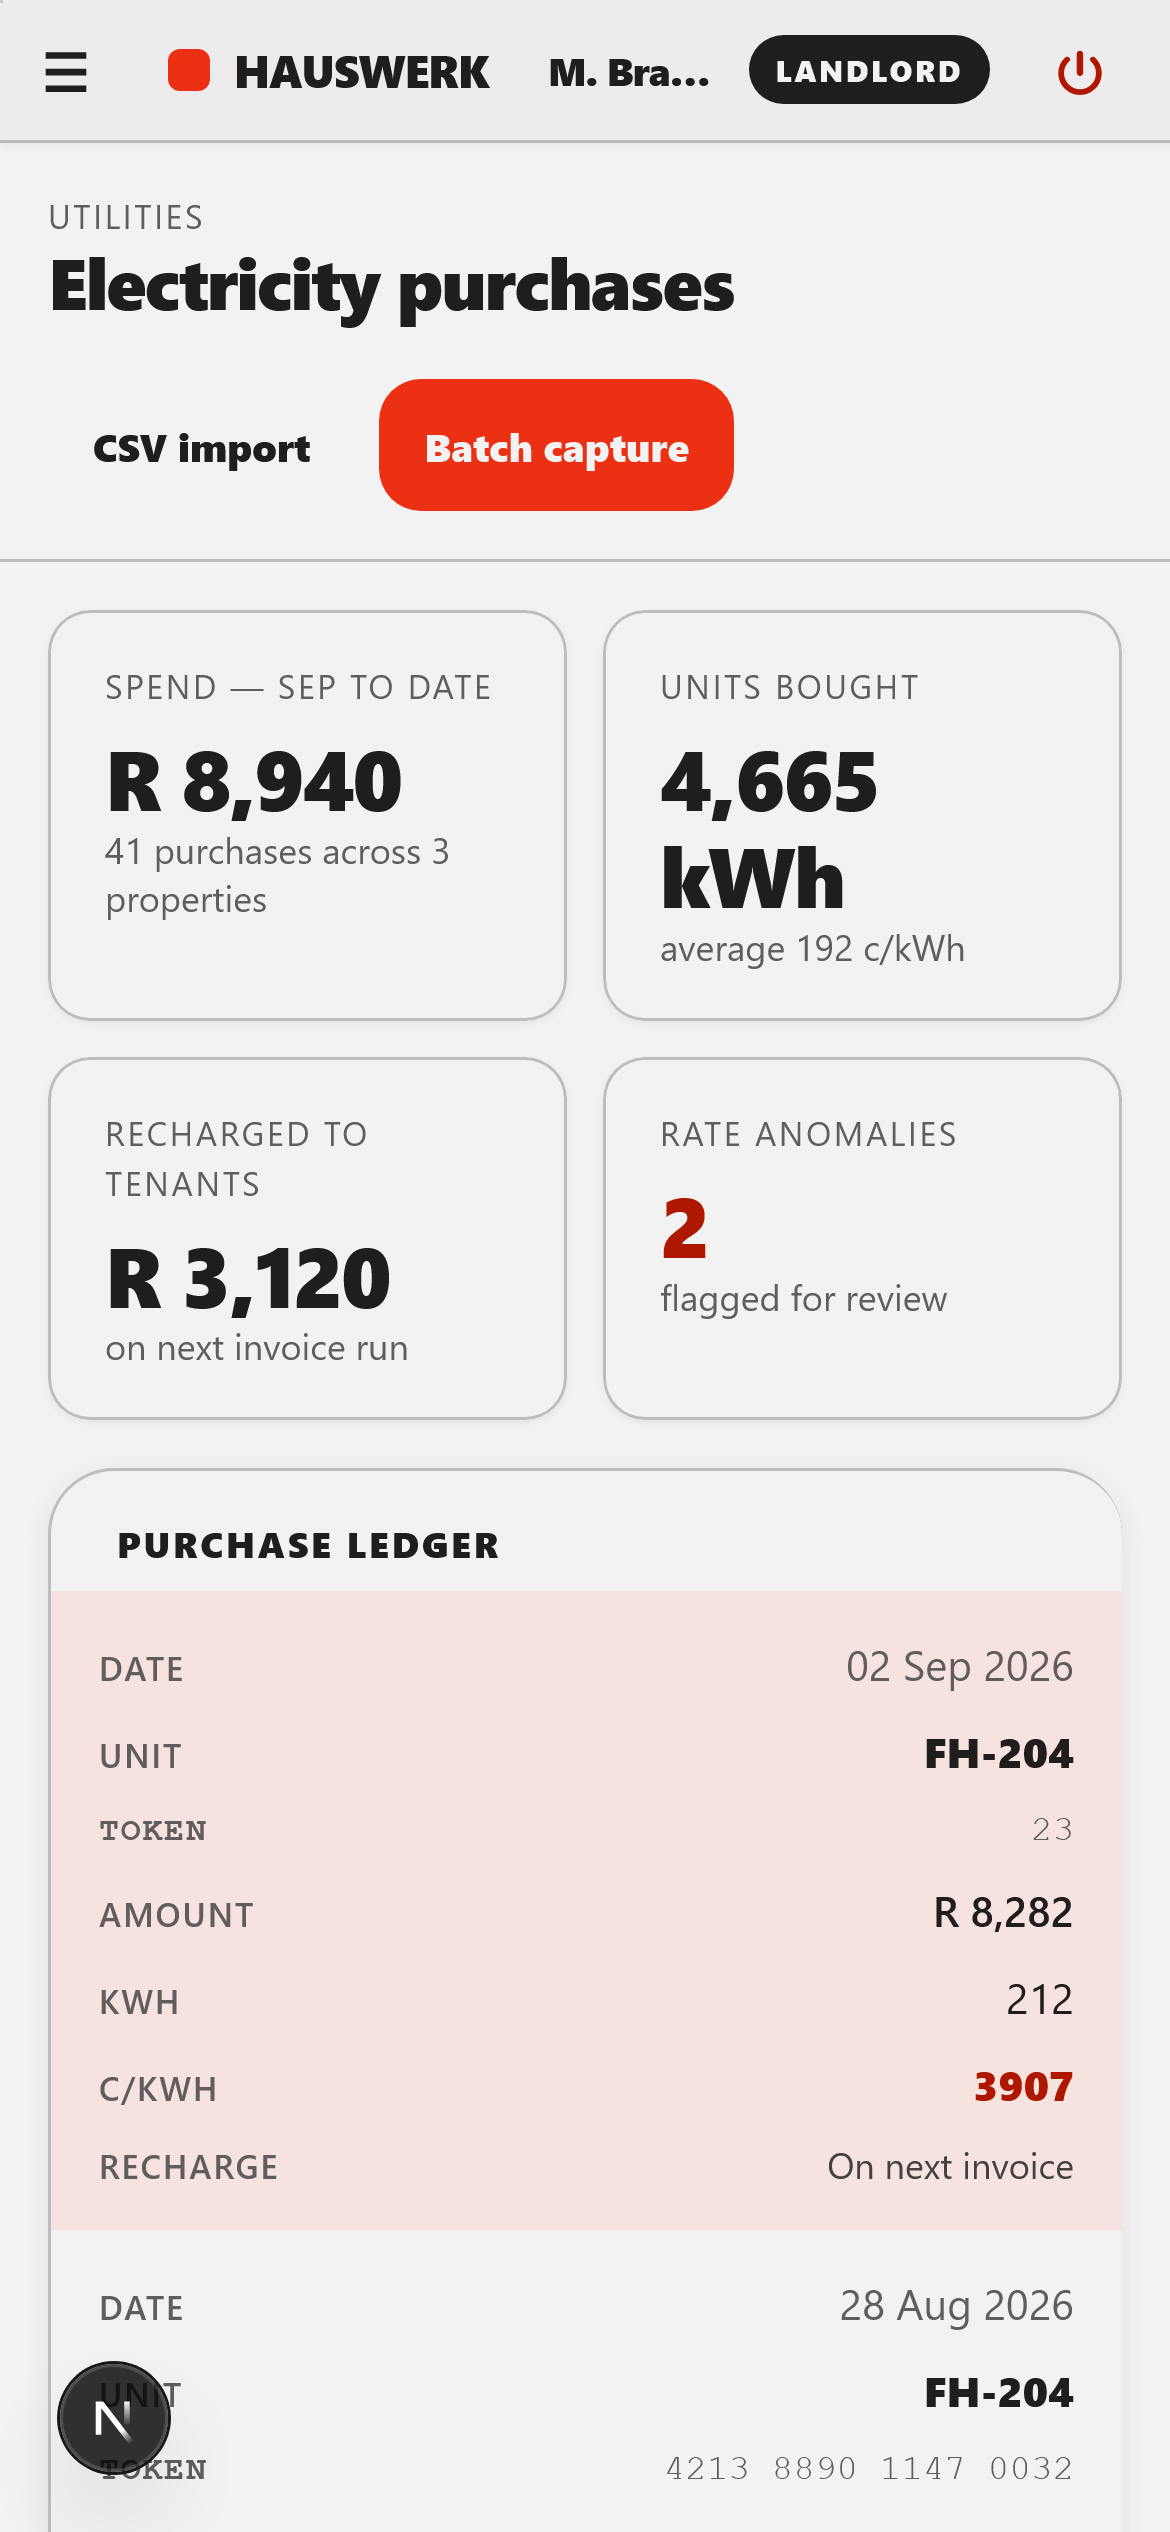 HAUSWERK
M. Bra...
LANDLORD
UTILITIES
Electricity purchases
CSV import
Batch capture
SPEND — SEP TO DATE
R 8,940
41 purchases across 3
properties
UNITS BOUGHT
4,665
kWh
average 192 c/kWh
RECHARGED TO
TENANTS
R 3,120
on next invoice run
RATE ANOMALIES
2
flagged for review
PURCHASE LEDGER
DATE
02 Sep 2026
UNIT
FH-204
TOKEN
23
AMOUNT
R 8,282
KWH
212
C/KWH
3907
RECHARGE
On next invoice
DATE
28 Aug 2026
UNIT
FH-204
TOKEN
4213 8890 1147 0032
N